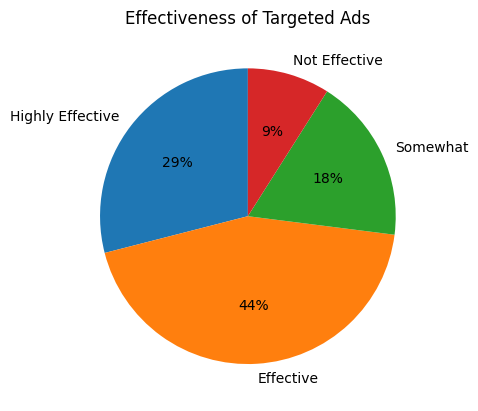 Effectiveness of Targeted Ads
Not Effective
Highly Effective
9%
Somewhat
29%
18%
44%
Effective